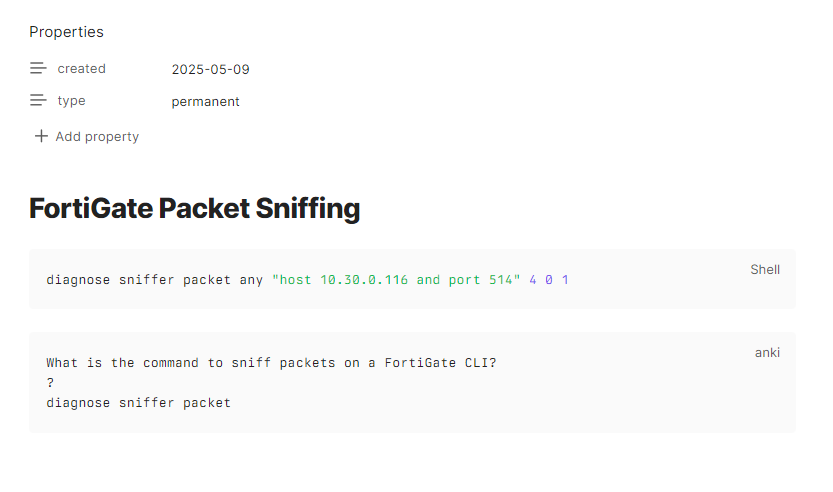 Properties
created 2025-05-09
type permanent
Add property
FortiGate Packet Sniffing
Shell
diagnose sniffer packet any "host 10.30.0.116 and port 514" 4 0 1
anki
What is the command to sniff packets on a FortiGate CLI?
?
diagnose sniffer packet